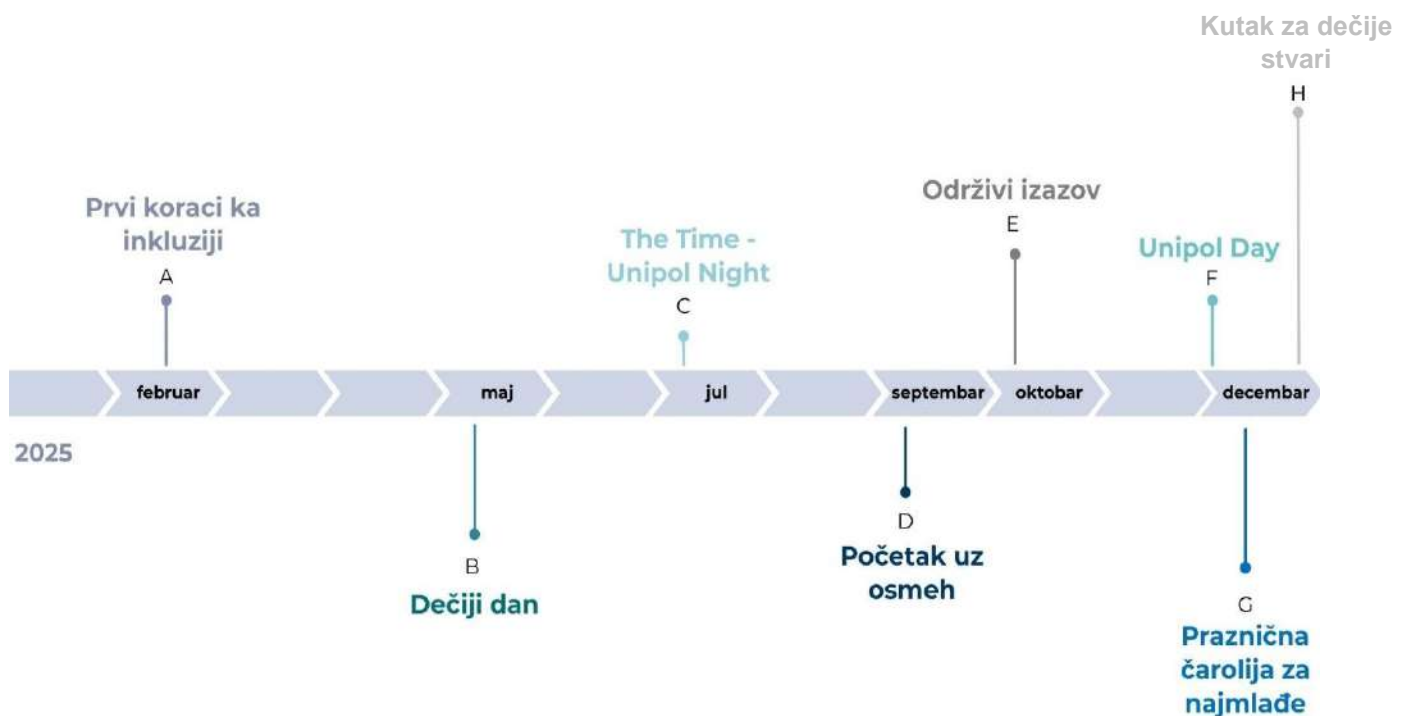 Kutak za dečije
stvari
H
Prvi koraci ka
inkluziji
A
The Time -
Unipol Night
C
Održivi izazov
E
Unipol Day
F
februar
maj
jul
septembar
oktobar
decembar
2025
B
Dečiji dan
D
Početak uz
osmeh
G
Praznična
čarolija za
najmlađe